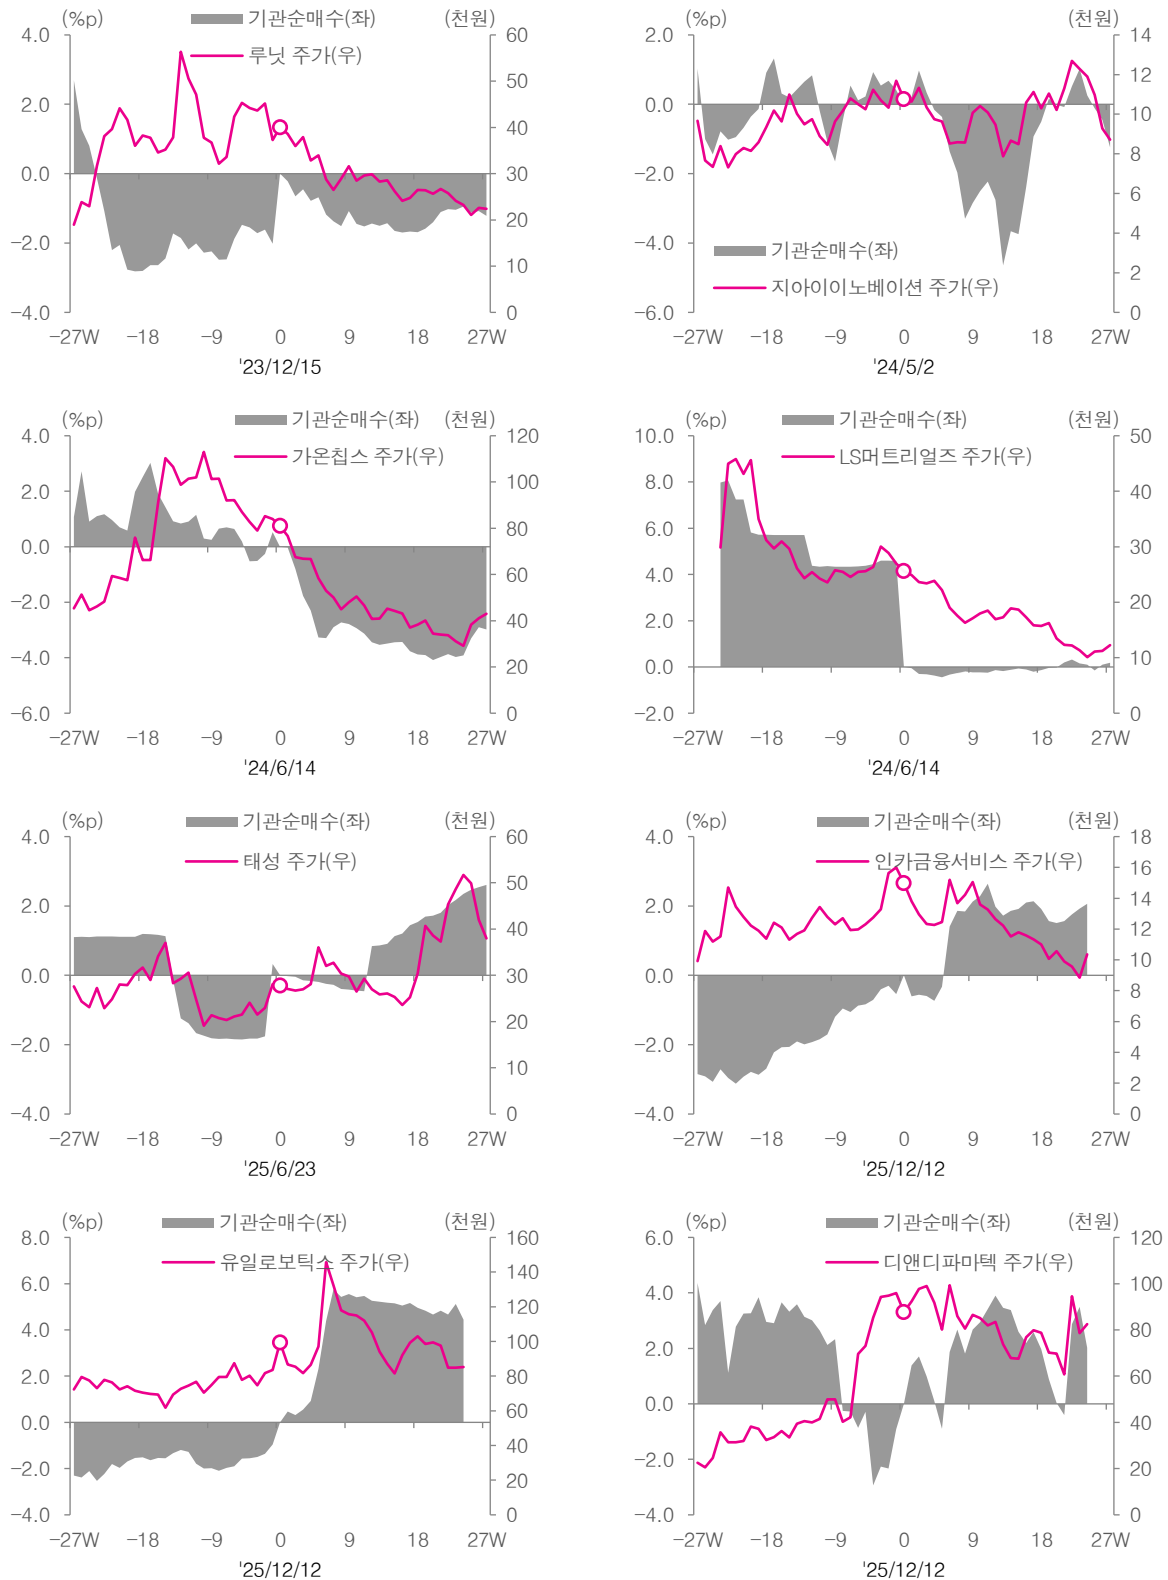 (%p) 기관순매수(좌) (천원)
루닛 주가(우)
4.0 2.0 0.0 −2.0 −4.0
60 50 40 30 20 10 0
−27W −18 −9 0 9 18 27W
'23/12/15
(%p) (천원)
2.0 0.0 −2.0 −4.0 −6.0
14 12 10 8 6 4 2 0
기관순매수(좌)
지아이이노베이션 주가(우)
−27W −18 −9 0 9 18 27W
'24/5/2
(%p) 기관순매수(좌) (천원)
가온칩스 주가(우)
4.0 2.0 0.0 −2.0 −4.0 −6.0
120 100 80 60 40 20 0
−27W −18 −9 0 9 18 27W
'24/6/14
(%p) 기관순매수(좌) (천원)
LS머트리얼즈 주가(우)
10.0 8.0 6.0 4.0 2.0 0.0 −2.0
50 40 30 20 10 0
−27W −18 −9 0 9 18 27W
'24/6/14
(%p) 기관순매수(좌) (천원)
태성 주가(우)
4.0 2.0 0.0 −2.0 −4.0
60 50 40 30 20 10 0
−27W −18 −9 0 9 18 27W
'25/6/23
(%p) 기관순매수(좌) (천원)
인카금융서비스 주가(우)
4.0 2.0 0.0 −2.0 −4.0
18 16 14 12 10 8 6 4 2 0
−27W −18 −9 0 9 18 27W
'25/12/12
(%p) 기관순매수(좌) (천원)
유일로보틱스 주가(우)
8.0 6.0 4.0 2.0 0.0 −2.0 −4.0
160 140 120 100 80 60 40 20 0
−27W −18 −9 0 9 18 27W
'25/12/12
(%p) 기관순매수(좌) (천원)
디앤디파마텍 주가(우)
6.0 4.0 2.0 0.0 −2.0 −4.0
120 100 80 60 40 20 0
−27W −18 −9 0 9 18 27W
'25/12/12